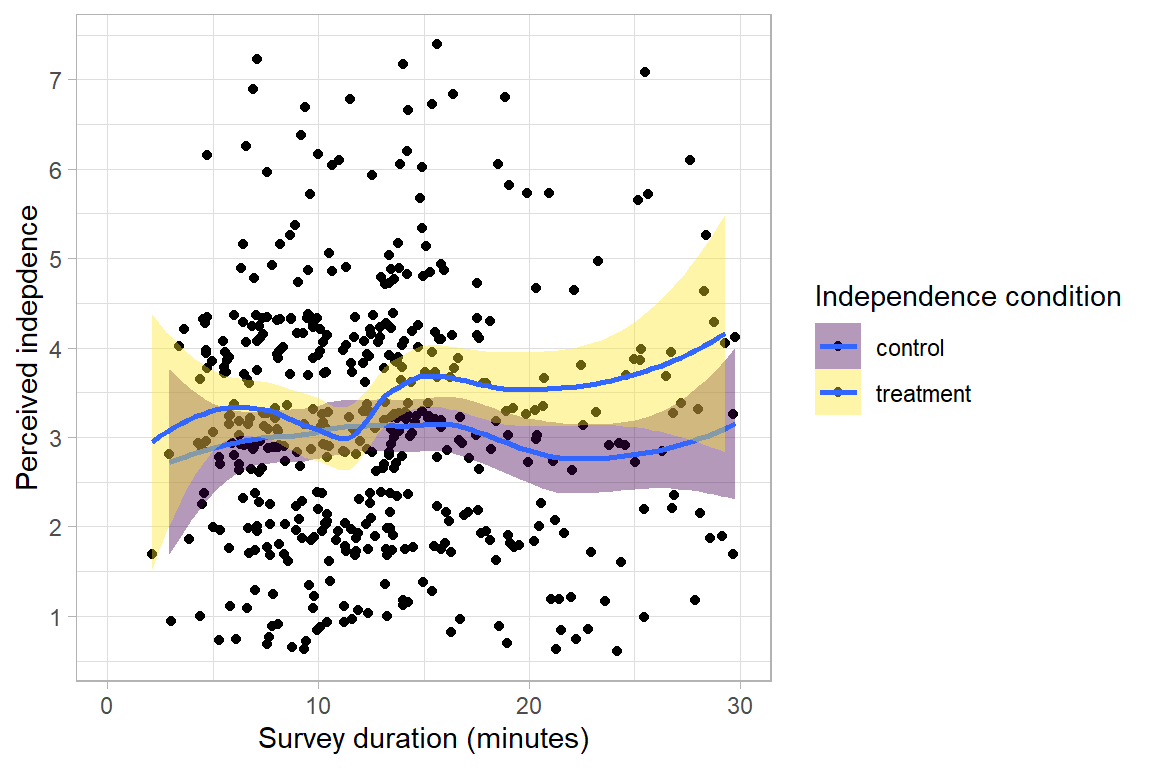 7
6
5
4
3
2
1
Perceived indepdence
0
10
20
30
Survey duration (minutes)
Independence condition
control
treatment